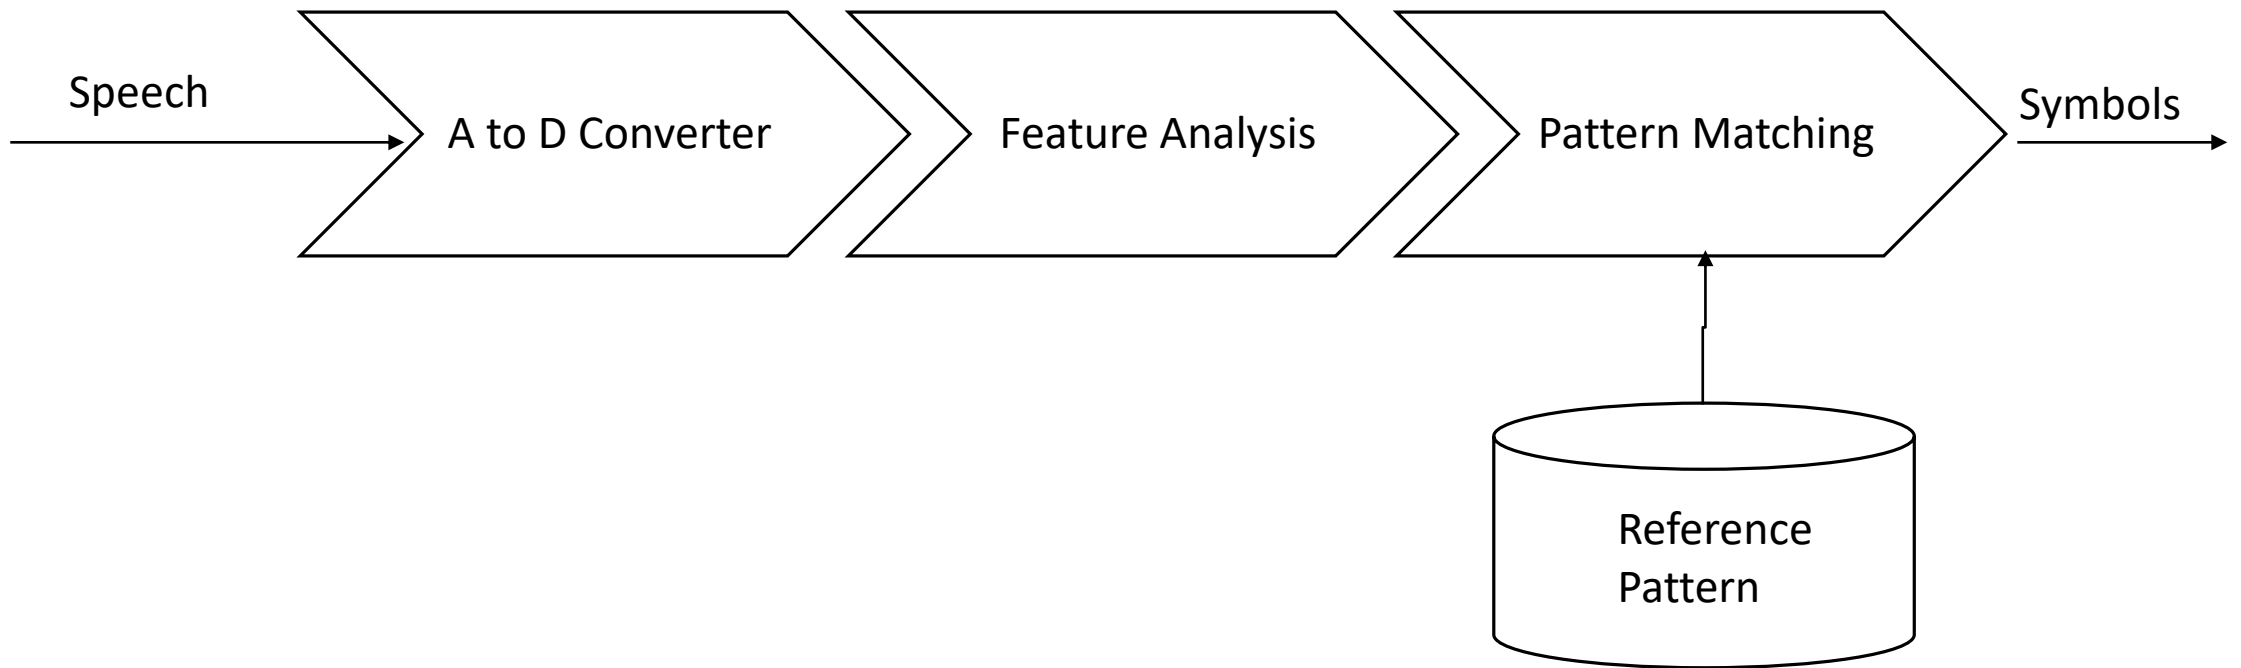 Speech
A to D Converter
Feature Analysis
Pattern Matching
Symbols
Reference
Pattern